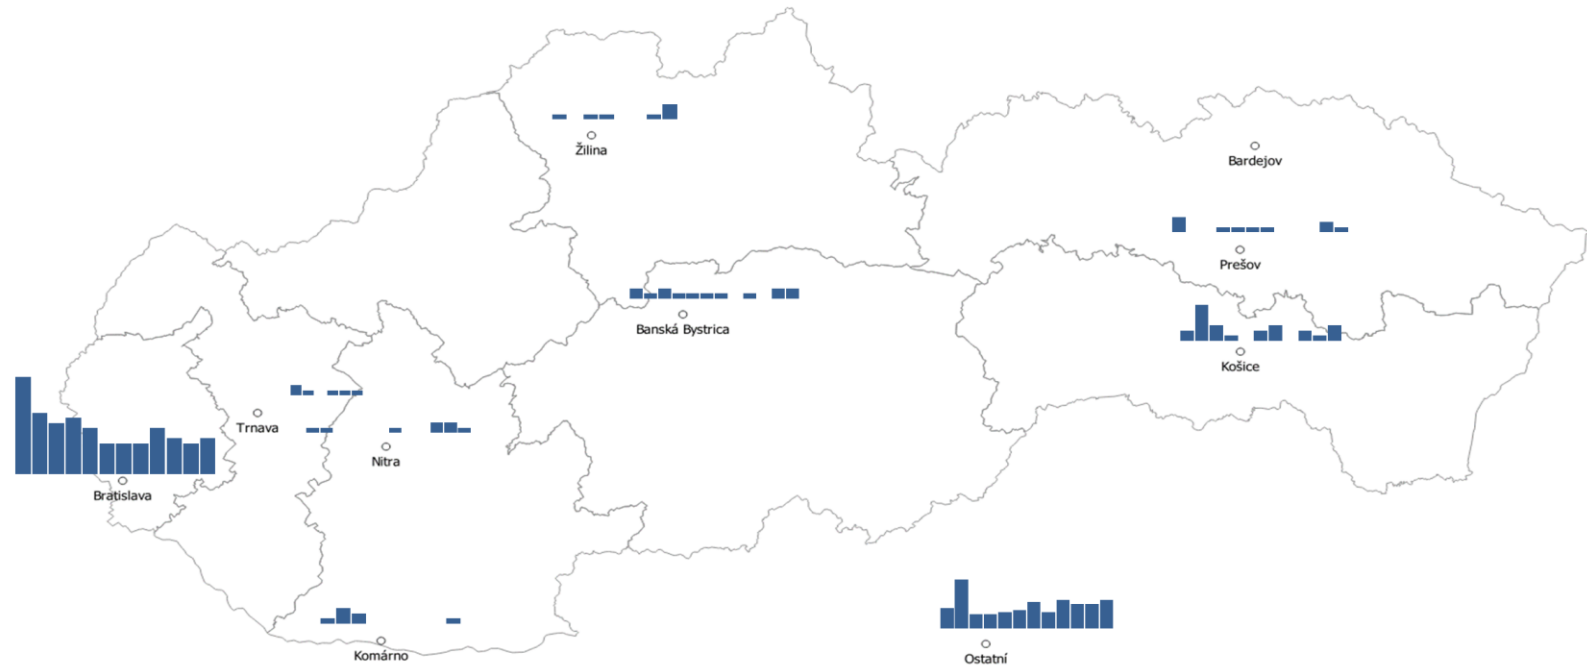 Žilina
Bardejov
Prešov
Banská Bystrica
Košice
Trnava
Nitra
Bratislava
Komárno
Ostatní